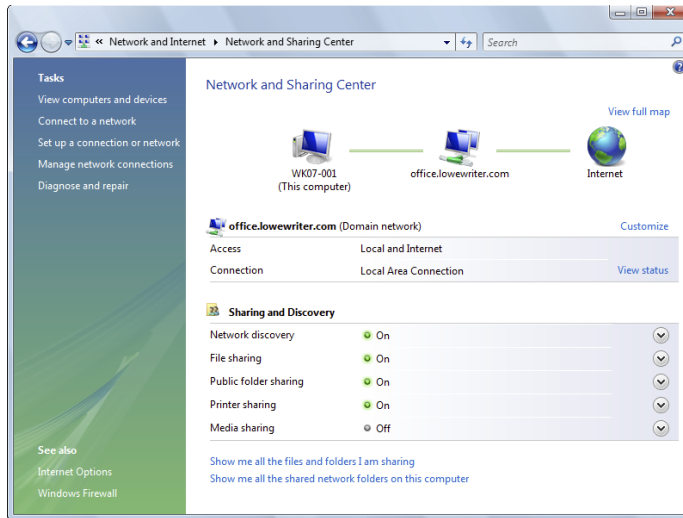 « Network and Internet Network and Sharing Center Search
Tasks
View computers and devices
Connect to a network
Set up a connection or network
Manage network connections
Diagnose and repair
See also
Internet Options
Windows Firewall
Network and Sharing Center
View full map
WK07-001
(This computer)
office.lowewriter.com
Internet
office.lowewriter.com (Domain network) Customize
Access Local and Internet
Connection Local Area Connection View status
Sharing and Discovery
Network discovery On
File sharing On
Public folder sharing On
Printer sharing On
Media sharing Off
Show me all the files and folders I am sharing
Show me all the shared network folders on this computer